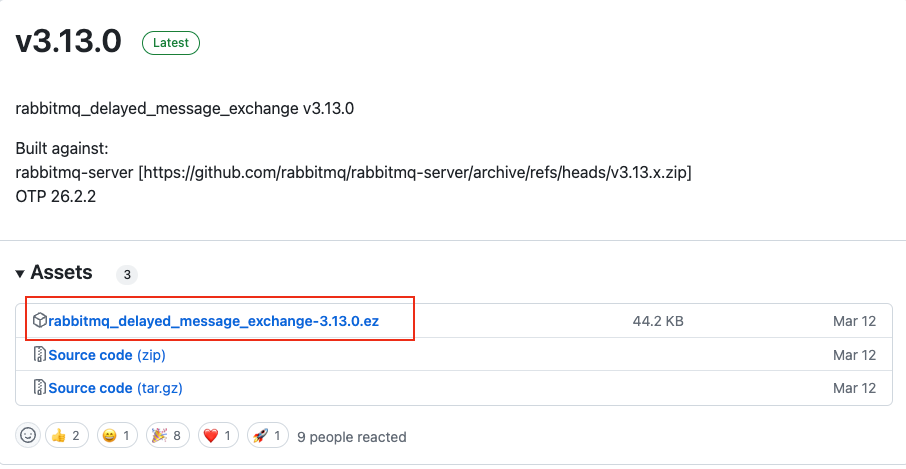 v3.13.0 Latest
rabbitmq_delayed_message_exchange v3.13.0
Built against:
rabbitmq-server [https://github.com/rabbitmq/rabbitmq-server/archive/refs/heads/v3.13.x.zip]
OTP 26.2.2
Assets 3
rabbitmq_delayed_message_exchange-3.13.0.ez 44.2 KB Mar 12
Source code (zip) Mar 12
Source code (tar.gz) Mar 12
👍 2 😄 1 🎉 8 ❤️ 1 🚀 1 9 people reacted